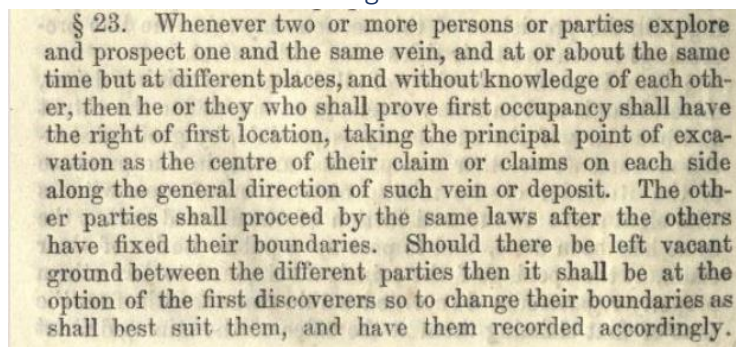 § 23. Whenever two or more persons or parties explore
and prospect one and the same vein, and at or about the same
time but at different places, and without knowledge of each oth-
er, then he or they who shall prove first occupancy shall have
the right of first location, taking the principal point of exca-
vation as the centre of their claim or claims on each side
along the general direction of such vein or deposit. The oth-
er parties shall proceed by the same laws after the others
have fixed their boundaries. Should there be left vacant
ground between the different parties then it shall be at the
option of the first discoverers so to change their boundaries as
shall best suit them, and have them recorded accordingly.